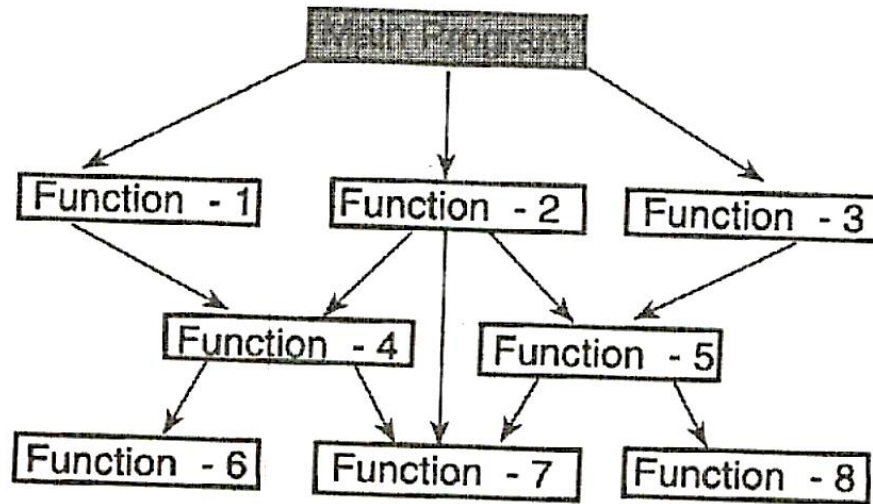 Main Program
Function - 1
Function - 2
Function - 3
Function - 4
Function - 5
Function - 6
Function - 7
Function - 8